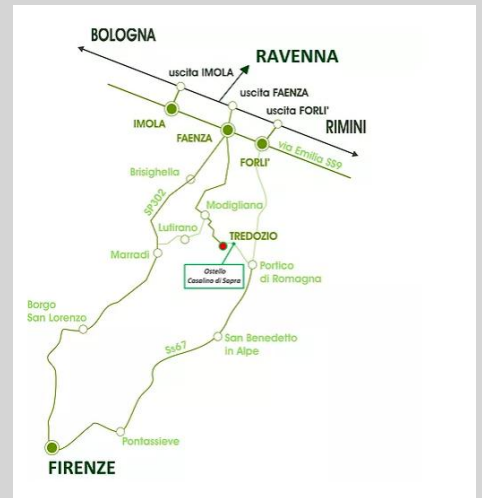 BOLOGNA
RAVENNA
uscita IMOLA
uscita FAENZA
uscita FORLI'
RIMINI
IMOLA
FAENZA
FORLI'
via Emilia SS9
Brisighella
SP302
Modigliana
Lutirano
TREDOZIO
Marradi
Ostello
Casalino di Sopra
Portico
di Romagna
Borgo
San Lorenzo
San Benedetto
in Alpe
Ss67
Pontassieve
FIRENZE